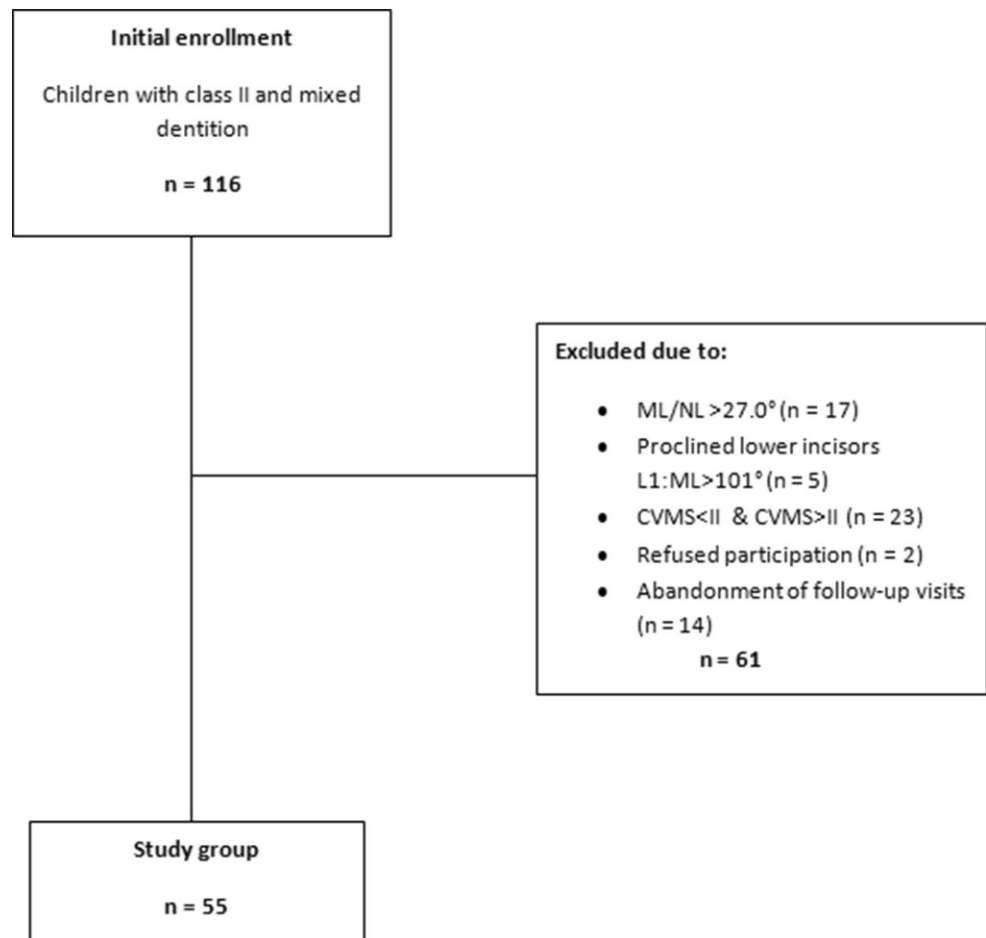 Initial enrollment
Children with class II and mixed
dentition
n = 116
Excluded due to:
• ML/NL >27.0° (n = 17)
• Proclined lower incisors
L1:ML>101° (n = 5)
• CVMS<II & CVMS>II (n = 23)
• Refused participation (n = 2)
• Abandonment of follow-up visits
(n = 14)
n = 61
Study group
n = 55